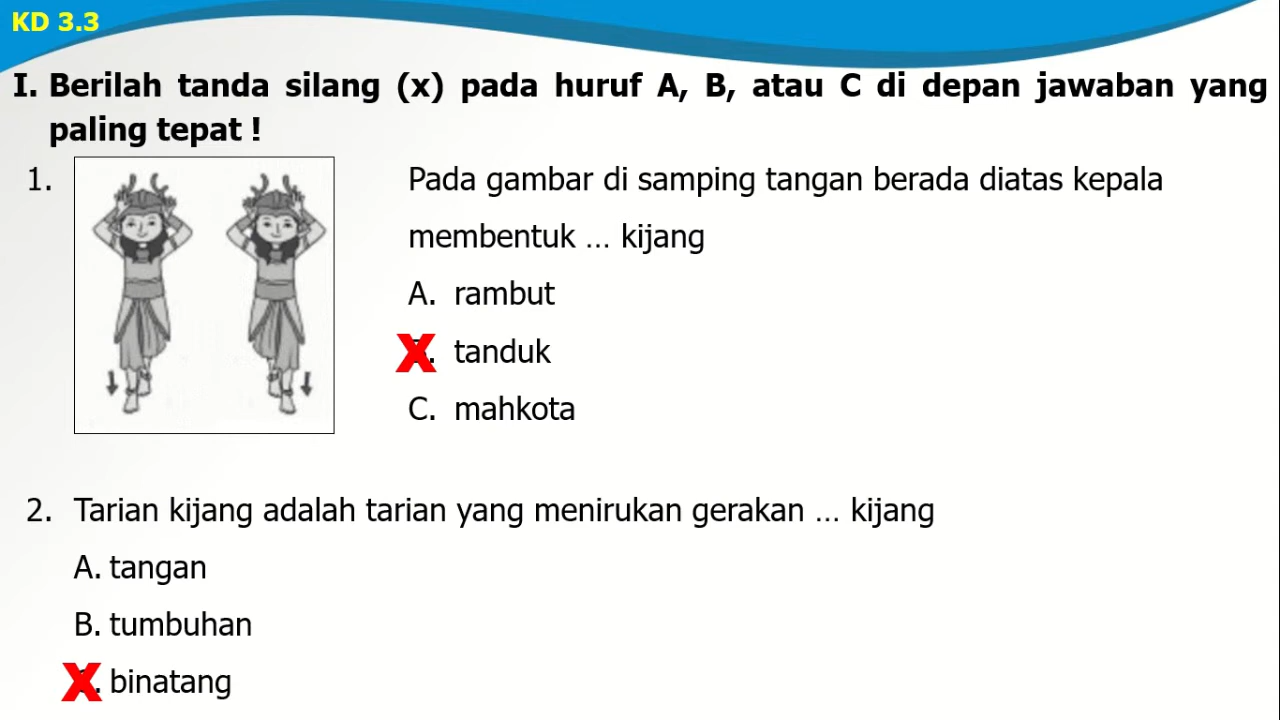 KD 3.3
I. Berilah tanda silang (x) pada huruf A, B, atau C di depan jawaban yang
paling tepat !
1. Pada gambar di samping tangan berada diatas kepala
membentuk ... kijang
A. rambut
X. tanduk
C. mahkota
2. Tarian kijang adalah tarian yang menirukan gerakan ... kijang
A. tangan
B. tumbuhan
X. binatang